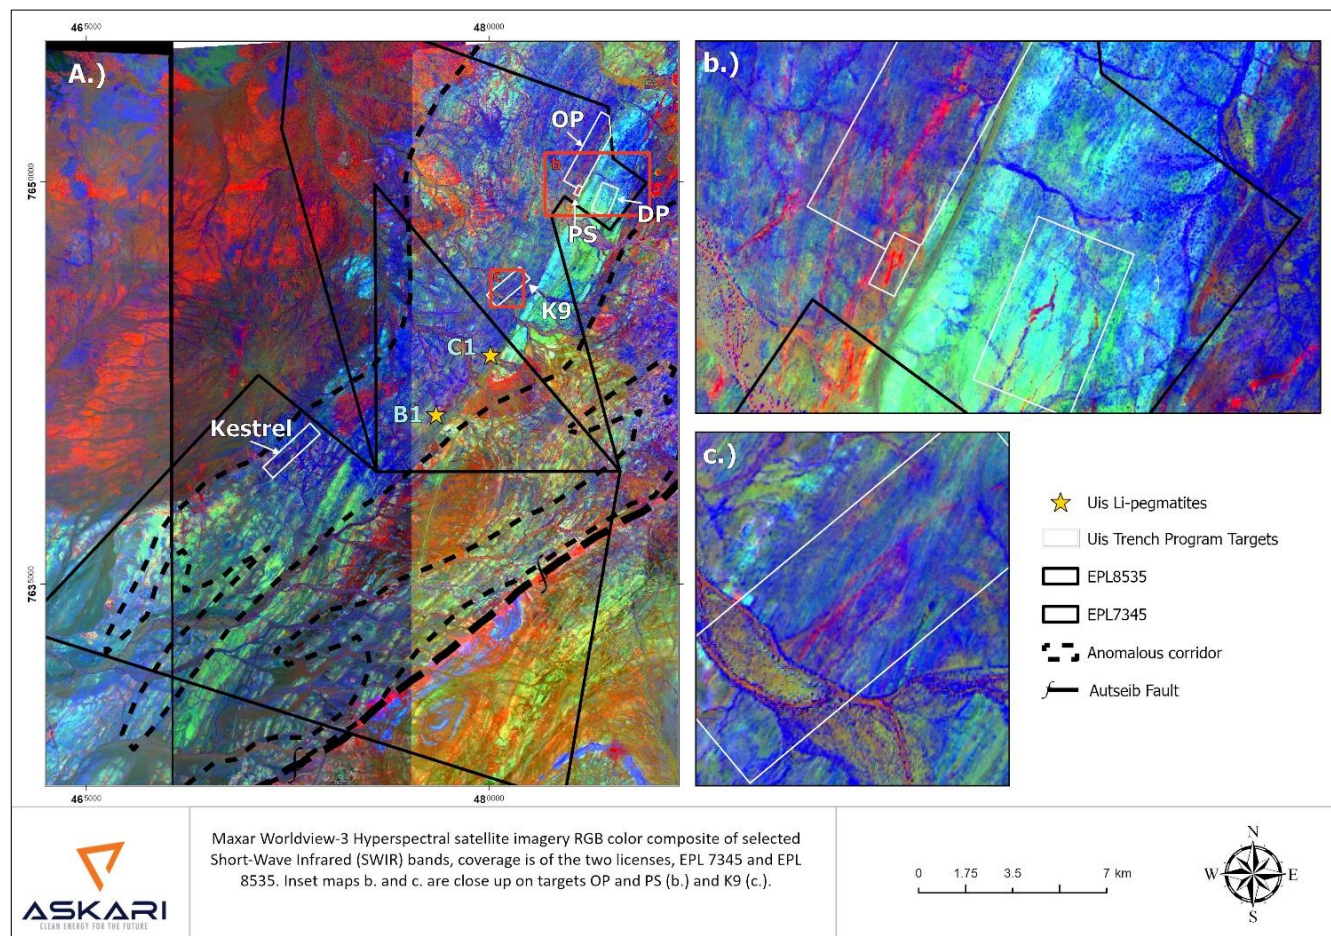 465000
480000
A.)
OP
b
PS
DP
K9
C1
B1
Kestrel
f
f
7650000
7635000
465000
480000
b.)
c.)
Uis Li-pegmatites
Uis Trench Program Targets
EPL8535
EPL7345
Anomalous corridor
f
Autseib Fault
ASKARI
CLEAN ENERGY FOR THE FUTURE
Maxar Worldview-3 Hyperspectral satellite imagery RGB color composite of selected
Short-Wave Infrared (SWIR) bands, coverage is of the two licenses, EPL 7345 and EPL
8535. Inset maps b. and c. are close up on targets OP and PS (b.) and K9 (c.).
0 1.75 3.5 7 km
N
W E
S